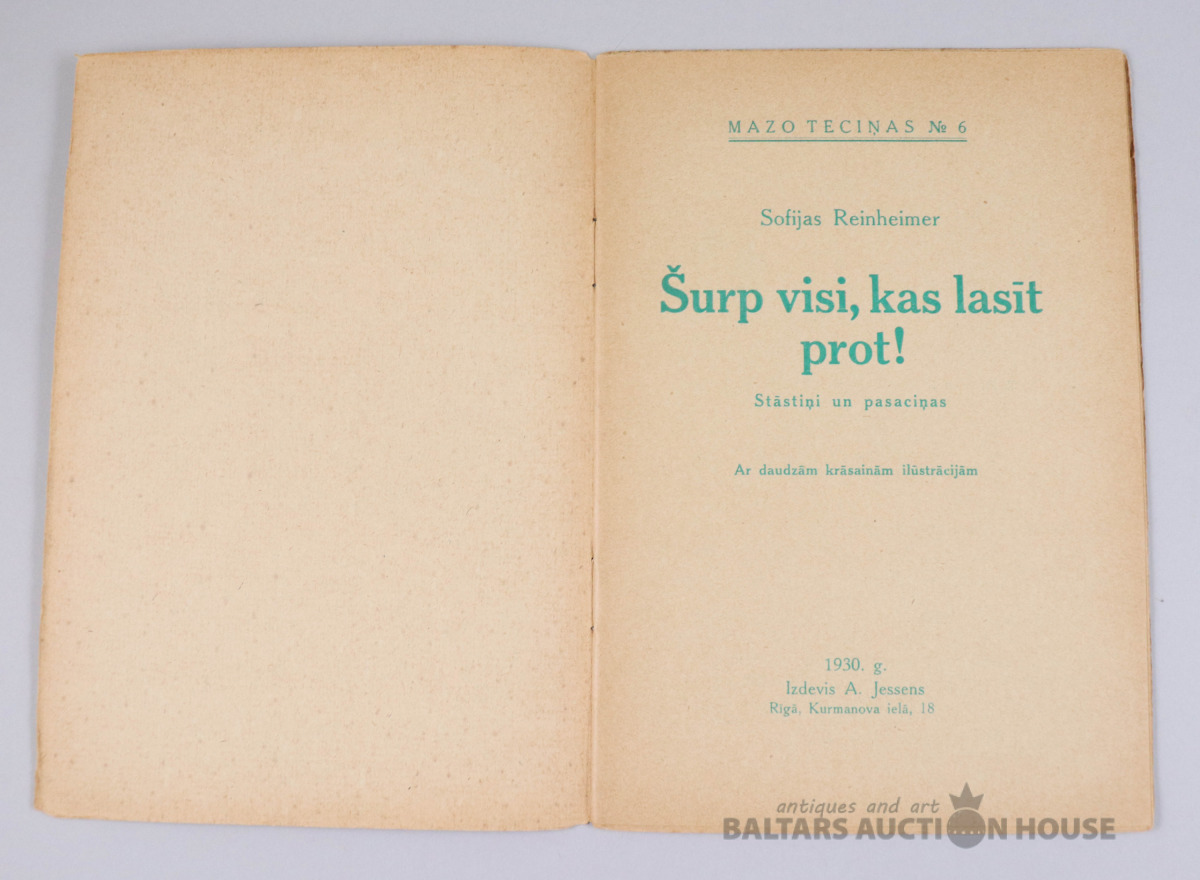 MAZO TECIŅAS № 6
Sofijas Reinheimer
Šurp visi, kas lasīt
prot!
Stāstiņi un pasaciņas
Ar daudzām krāsainām ilūstrācijām
1930. g.
Izdevis A. Jessens
Rīgā, Kurmanova ielā, 18
antiques and art
BALTARS AUCTION HOUSE